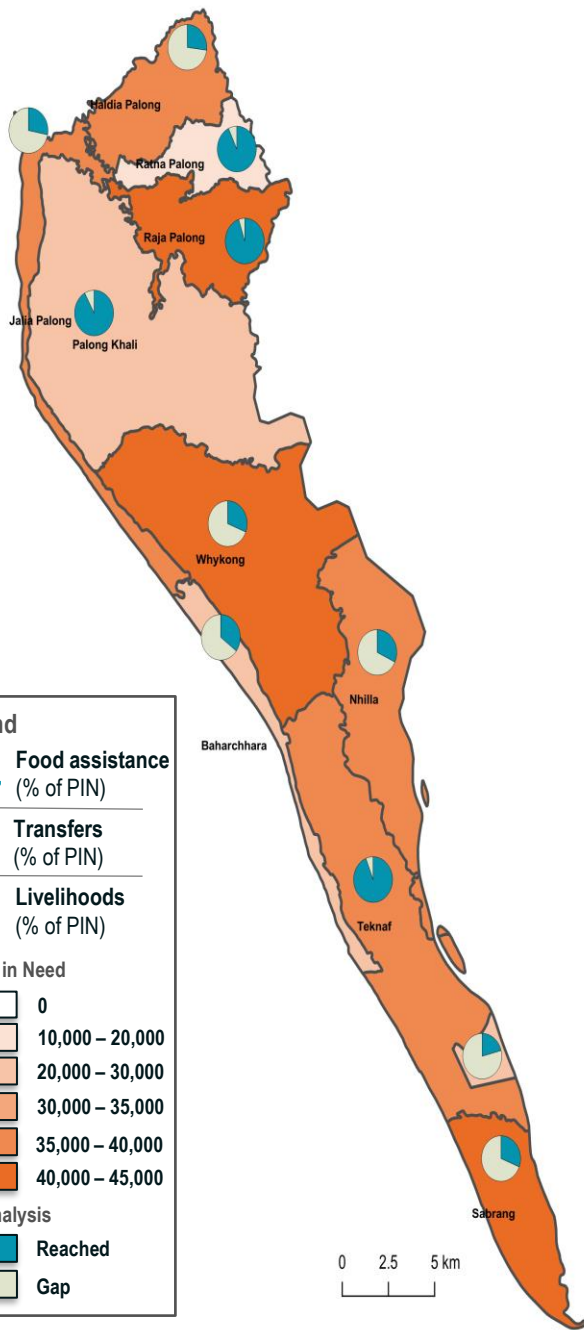 Haldia Palong
Ratna Palong
Raja Palong
Jalia Palong
Palong Khali
Whykong
Nhilla
Baharchhara
Teknaf
Sabrang
nd
Food assistance
(% of PIN)
Transfers
(% of PIN)
Livelihoods
(% of PIN)
in Need
0
10,000 – 20,000
20,000 – 30,000
30,000 – 35,000
35,000 – 40,000
40,000 – 45,000
nalysis
Reached
Gap
0 2.5 5 km